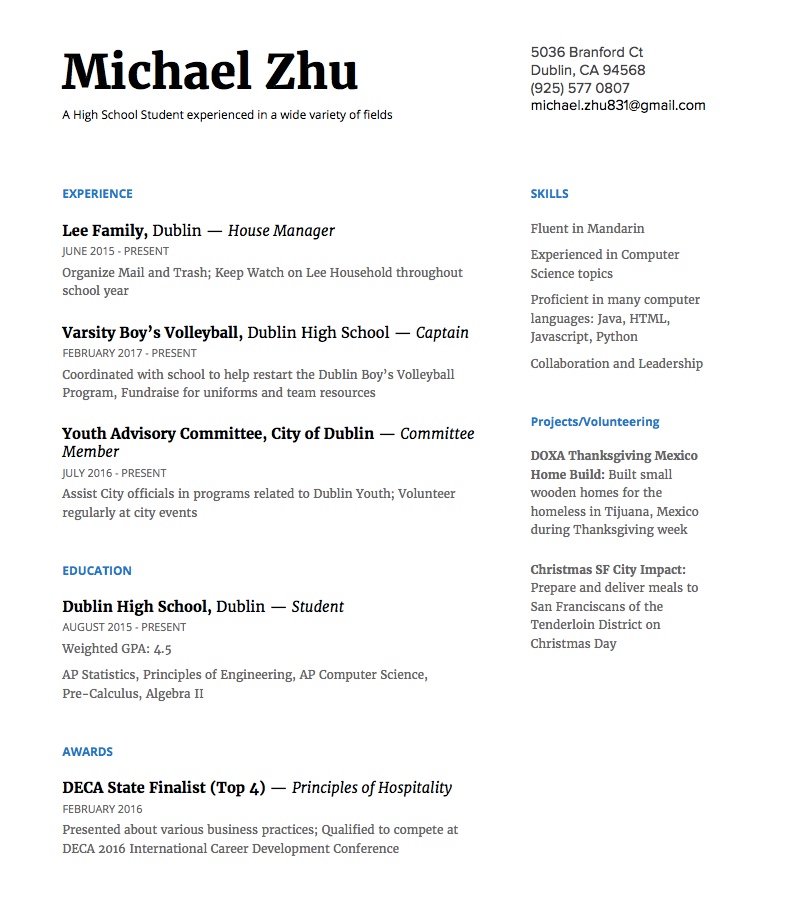 Michael Zhu
A High School Student experienced in a wide variety of fields
5036 Branford Ct
Dublin, CA 94568
(925) 577 0807
michael.zhu831@gmail.com
EXPERIENCE
Lee Family, Dublin — House Manager
JUNE 2015 - PRESENT
Organize Mail and Trash; Keep Watch on Lee Household throughout
school year
Varsity Boy’s Volleyball, Dublin High School — Captain
FEBRUARY 2017 - PRESENT
Coordinated with school to help restart the Dublin Boy’s Volleyball
Program, Fundraise for uniforms and team resources
Youth Advisory Committee, City of Dublin — Committee
Member
JULY 2016 - PRESENT
Assist City officials in programs related to Dublin Youth; Volunteer
regularly at city events
EDUCATION
Dublin High School, Dublin — Student
AUGUST 2015 - PRESENT
Weighted GPA: 4.5
AP Statistics, Principles of Engineering, AP Computer Science,
Pre-Calculus, Algebra II
AWARDS
DECA State Finalist (Top 4) — Principles of Hospitality
FEBRUARY 2016
Presented about various business practices; Qualified to compete at
DECA 2016 International Career Development Conference
SKILLS
Fluent in Mandarin
Experienced in Computer
Science topics
Proficient in many computer
languages: Java, HTML,
Javascript, Python
Collaboration and Leadership
Projects/Volunteering
DOXA Thanksgiving Mexico
Home Build: Built small
wooden homes for the
homeless in Tijuana, Mexico
during Thanksgiving week
Christmas SF City Impact:
Prepare and deliver meals to
San Franciscans of the
Tenderloin District on
Christmas Day